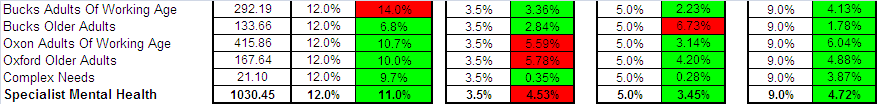 Bucks Adults Of Working Age 292.19 12.0% 14.0% 3.5% 3.36% 5.0% 2.23% 9.0% 4.13%
Bucks Older Adults 133.66 12.0% 6.8% 3.5% 2.84% 5.0% 6.73% 9.0% 1.78%
Oxon Adults Of Working Age 415.86 12.0% 10.7% 3.5% 5.59% 5.0% 3.14% 9.0% 6.04%
Oxford Older Adults 167.64 12.0% 10.0% 3.5% 5.78% 5.0% 4.20% 9.0% 4.88%
Complex Needs 21.10 12.0% 9.7% 3.5% 0.35% 5.0% 0.28% 9.0% 3.87%
Specialist Mental Health 1030.45 12.0% 11.0% 3.5% 4.53% 5.0% 3.45% 9.0% 4.72%